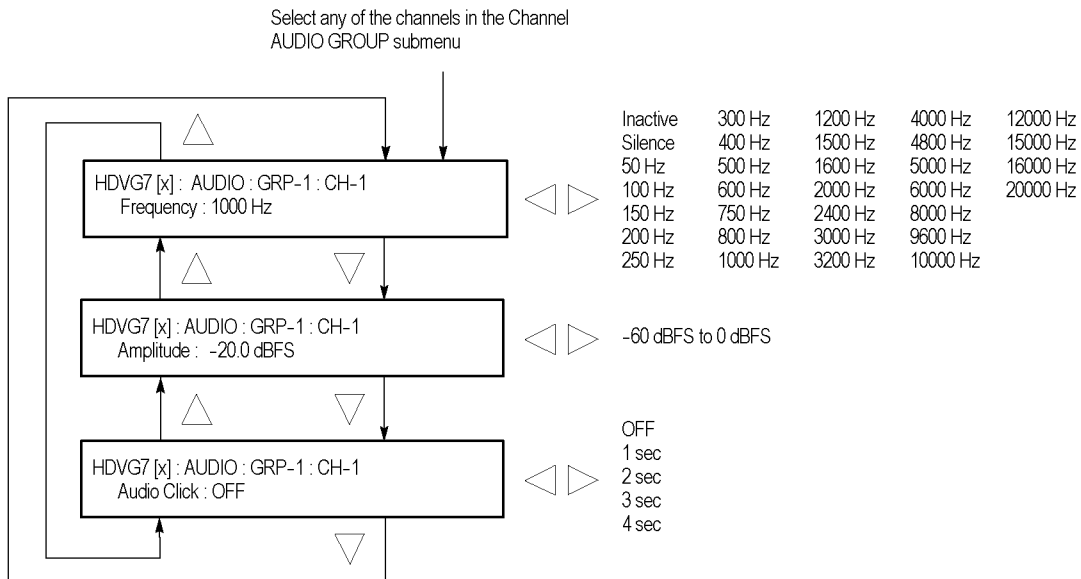 Select any of the channels in the Channel
AUDIO GROUP submenu
HDVG7 [x] : AUDIO : GRP-1 : CH-1
Frequency : 1000 Hz
Inactive 300 Hz 1200 Hz 4000 Hz 12000 Hz
Silence 400 Hz 1500 Hz 4800 Hz 15000 Hz
50 Hz 500 Hz 1600 Hz 5000 Hz 16000 Hz
100 Hz 600 Hz 2000 Hz 6000 Hz 20000 Hz
150 Hz 750 Hz 2400 Hz 8000 Hz
200 Hz 800 Hz 3000 Hz 9600 Hz
250 Hz 1000 Hz 3200 Hz 10000 Hz
HDVG7 [x] : AUDIO : GRP-1 : CH-1
Amplitude : -20.0 dBFS
-60 dBFS to 0 dBFS
HDVG7 [x] : AUDIO : GRP-1 : CH-1
Audio Click : OFF
OFF
1 sec
2 sec
3 sec
4 sec